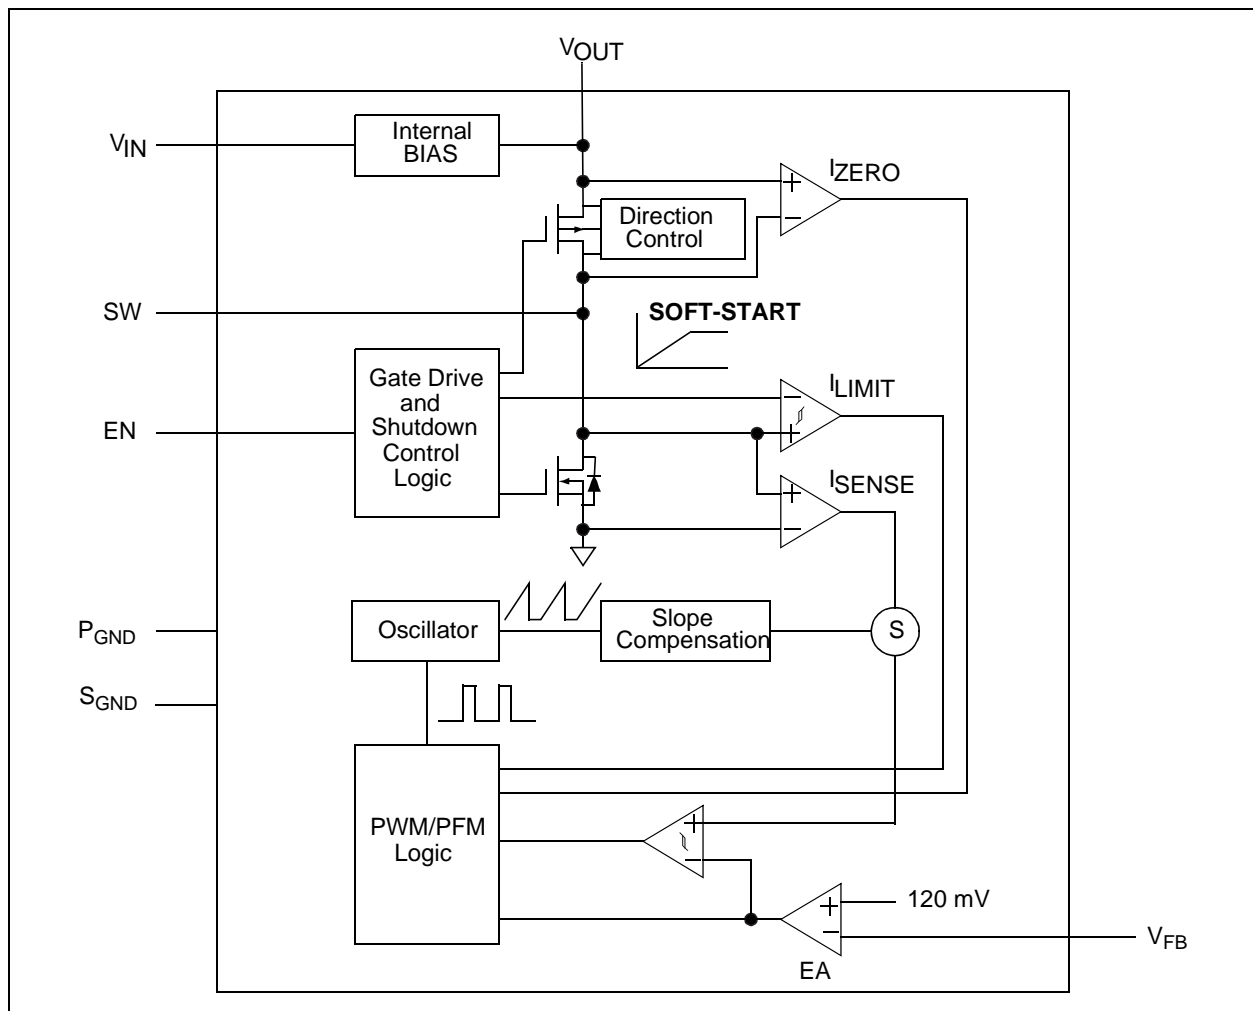 VOUT
VIN
Internal
BIAS
IZERO
Direction
Control
SW
SOFT-START
Gate Drive
and
Shutdown
Control
Logic
ILIMIT
EN
ISENSE
Oscillator
Slope
Compensation
S
PGND
SGND
PWM/PFM
Logic
120 mV
VFB
EA